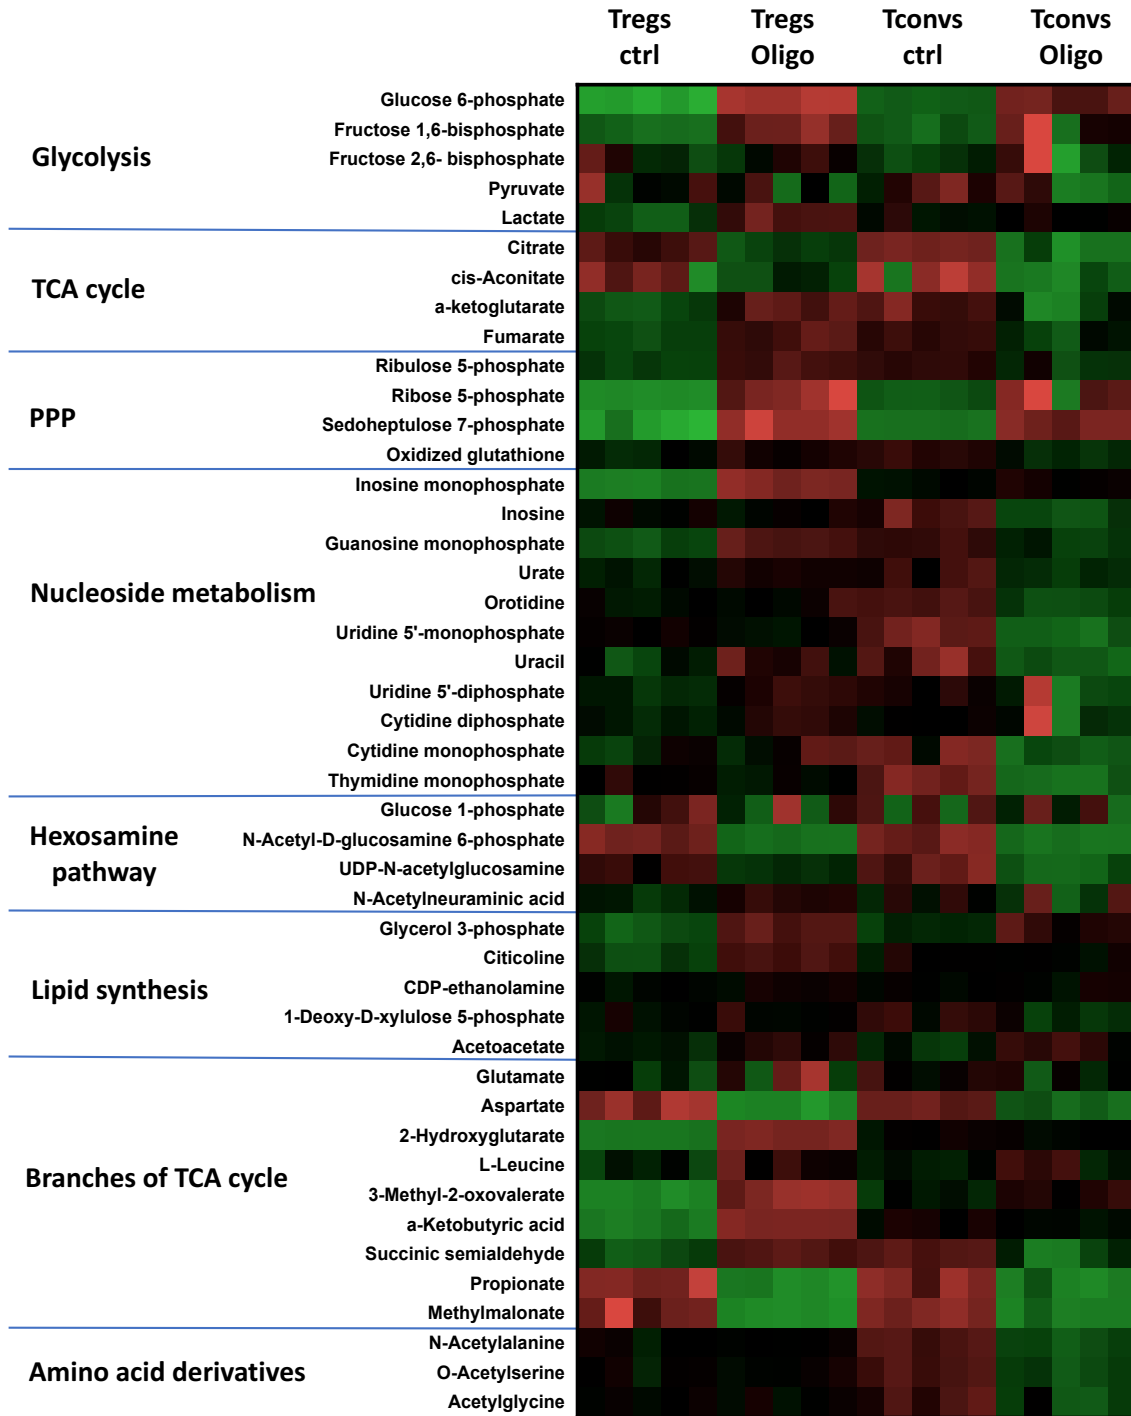 Tregs ctrl
Tregs Oligo
Tconvs ctrl
Tconvs Oligo
Glycolysis
Glucose 6-phosphate
Fructose 1,6-bisphosphate
Fructose 2,6- bisphosphate
Pyruvate
Lactate
TCA cycle
Citrate
cis-Aconitate
a-ketoglutarate
Fumarate
PPP
Ribulose 5-phosphate
Ribose 5-phosphate
Sedoheptulose 7-phosphate
Oxidized glutathione
Nucleoside metabolism
Inosine monophosphate
Inosine
Guanosine monophosphate
Urate
Orotidine
Uridine 5'-monophosphate
Uracil
Uridine 5'-diphosphate
Cytidine diphosphate
Cytidine monophosphate
Thymidine monophosphate
Hexosamine
pathway
Glucose 1-phosphate
N-Acetyl-D-glucosamine 6-phosphate
UDP-N-acetylglucosamine
N-Acetylneuraminic acid
Lipid synthesis
Glycerol 3-phosphate
Citicoline
CDP-ethanolamine
1-Deoxy-D-xylulose 5-phosphate
Acetoacetate
Branches of TCA cycle
Glutamate
Aspartate
2-Hydroxyglutarate
L-Leucine
3-Methyl-2-oxovalerate
a-Ketobutyric acid
Succinic semialdehyde
Propionate
Methylmalonate
Amino acid derivatives
N-Acetylalanine
O-Acetylserine
Acetylglycine